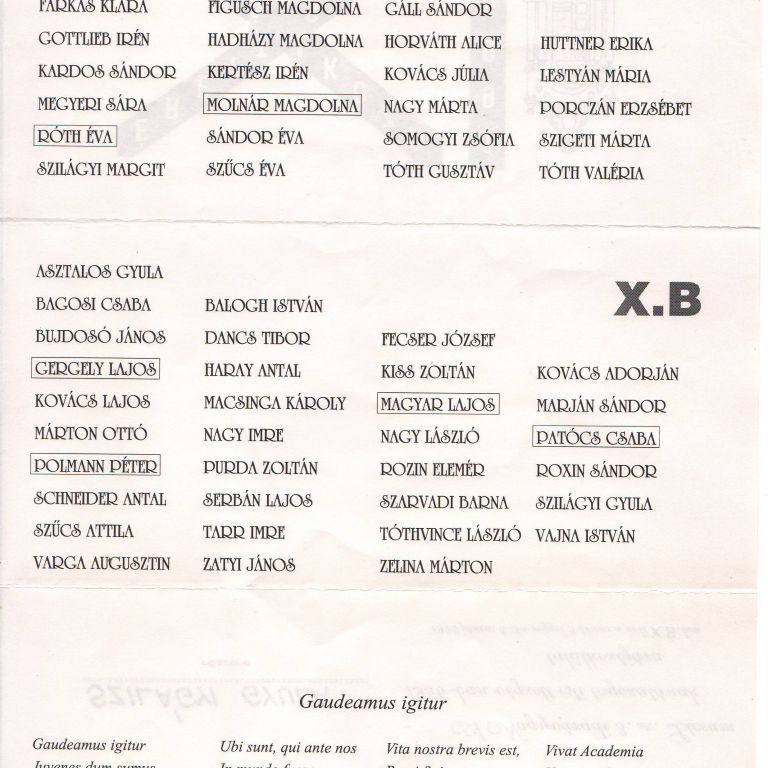 FARKAS KLÁRA FIGUSCH MAGDOLNA GÁLL SÁNDOR
GOTTLIEB IRÉN HADHÁZY MAGDOLNA HORVÁTH ALICE HUTTNER ERIKA
KARDOS SÁNDOR KERTÉSZ IRÉN KOVÁCS JÚLIA LESTYÁN MÁRIA
MEGYERI SÁRA MOLNÁR MAGDOLNA NAGY MÁRTA PORCZÁN ERZSÉBET
RÓTH ÉVA SÁNDOR ÉVA SOMOGYI ZSÓFIA SZIGETI MÁRTA
SZILÁGYI MARGIT SZŰCS ÉVA TÓTH GUSZTÁV TÓTH VALÉRIA
X.B
ASZTALOS GYULA
BAGOSI CSABA BALOGH ISTVÁN
BUJDOSÓ JÁNOS DANCS TIBOR FECSER JÓZSEF
GERGELY LAJOS HARAY ANTAL KISS ZOLTÁN KOVÁCS ADORJÁN
KOVÁCS LAJOS MACSINGA KÁROLY MAGYAR LAJOS MARJÁN SÁNDOR
MÁRTON OTTÓ NAGY IMRE NAGY LÁSZLÓ PATÓCS CSABA
POLMANN PÉTER PURDA ZOLTÁN ROZIN ELEMÉR ROXIN SÁNDOR
SCHNEIDER ANTAL SERBÁN LAJOS SZARVADI BARNA SZILÁGYI GYULA
SZŰCS ATTILA TARR IMRE TÓTHVINCE LÁSZLÓ VAJNA ISTVÁN
VARGA AUGUSZTIN ZATYI JÁNOS ZELINA MÁRTON
SZILÁGYI GYULA
Gaudeamus igitur
Gaudeamus igitur Ubi sunt, qui ante nos Vita nostra brevis est, Vivat Academia
Juvenes dum sumus